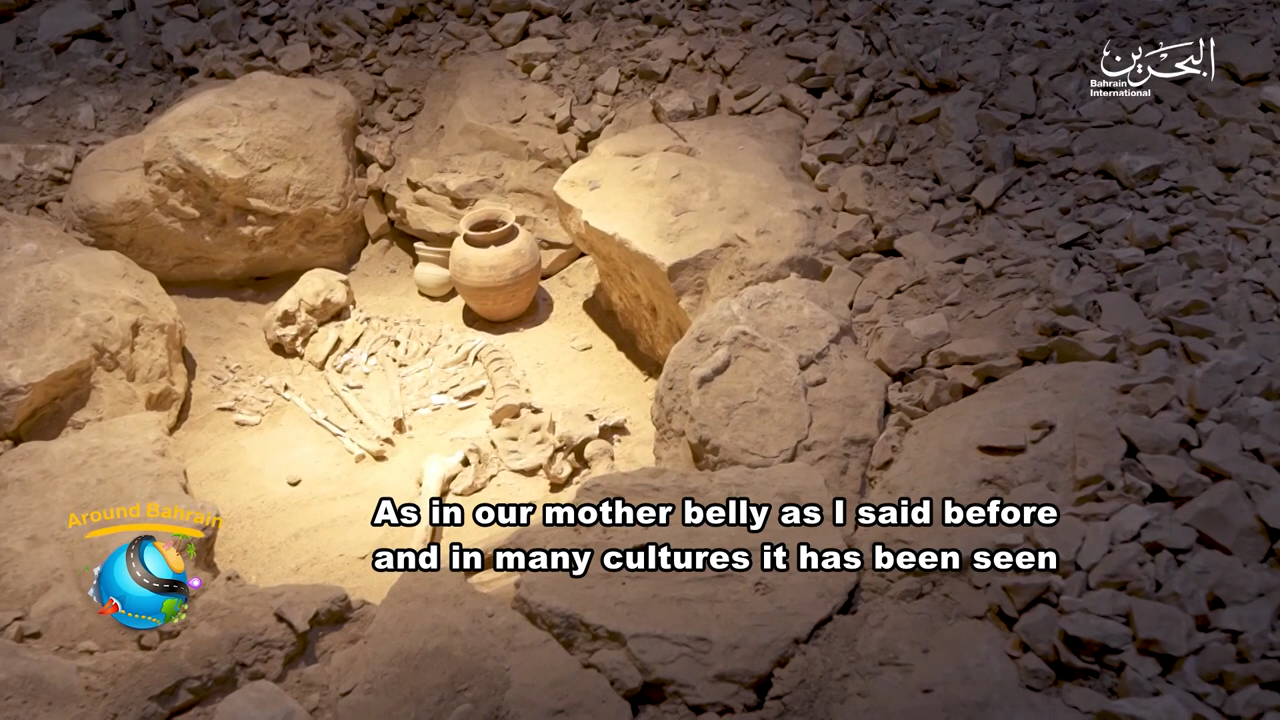 البحرين
Bahrain
International
Around Bahrain
As in our mother belly as I said before
and in many cultures it has been seen